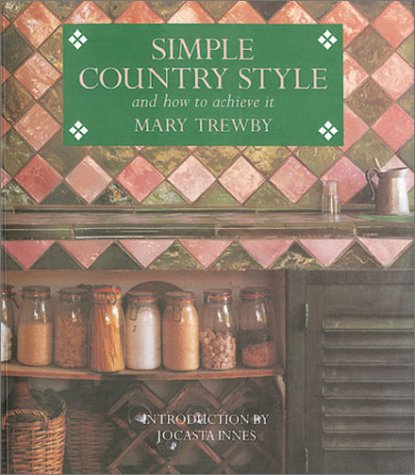 SIMPLE
COUNTRY STYLE
and how to achieve it
MARY TREWBY
INTRODUCTION BY
JOCASTA INNES